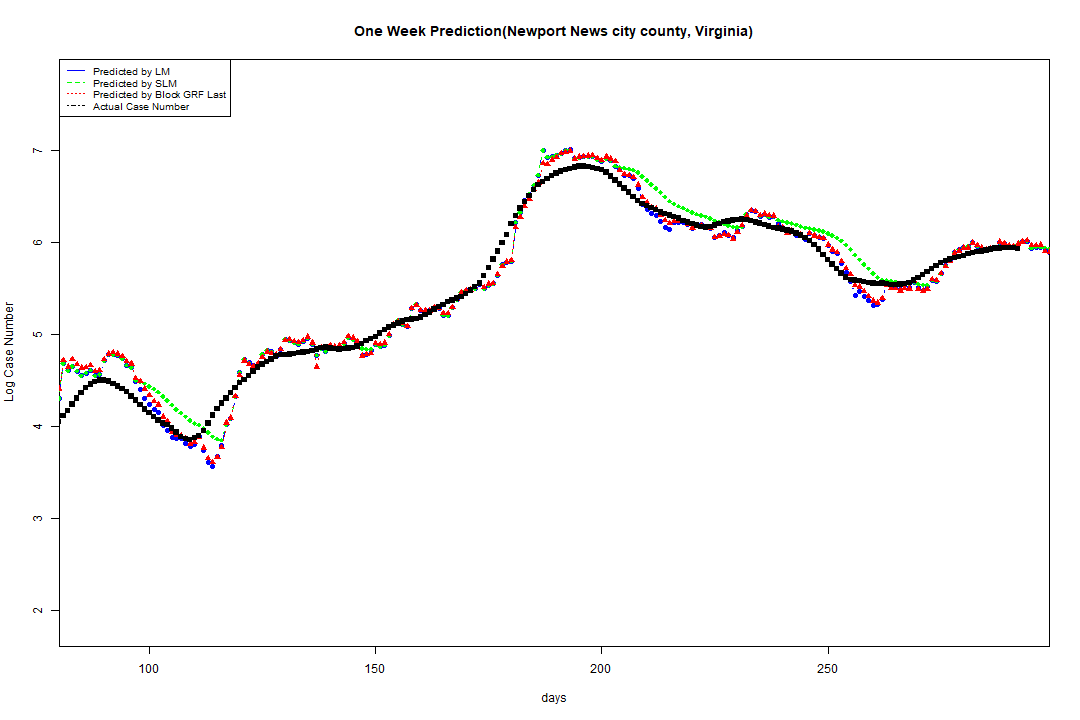 One Week Prediction(Newport News city county, Virginia)
Predicted by LM
Predicted by SLM
Predicted by Block GRF Last
Actual Case Number
7
6
5
4
3
2
Log Case Number
100 150 200 250
days